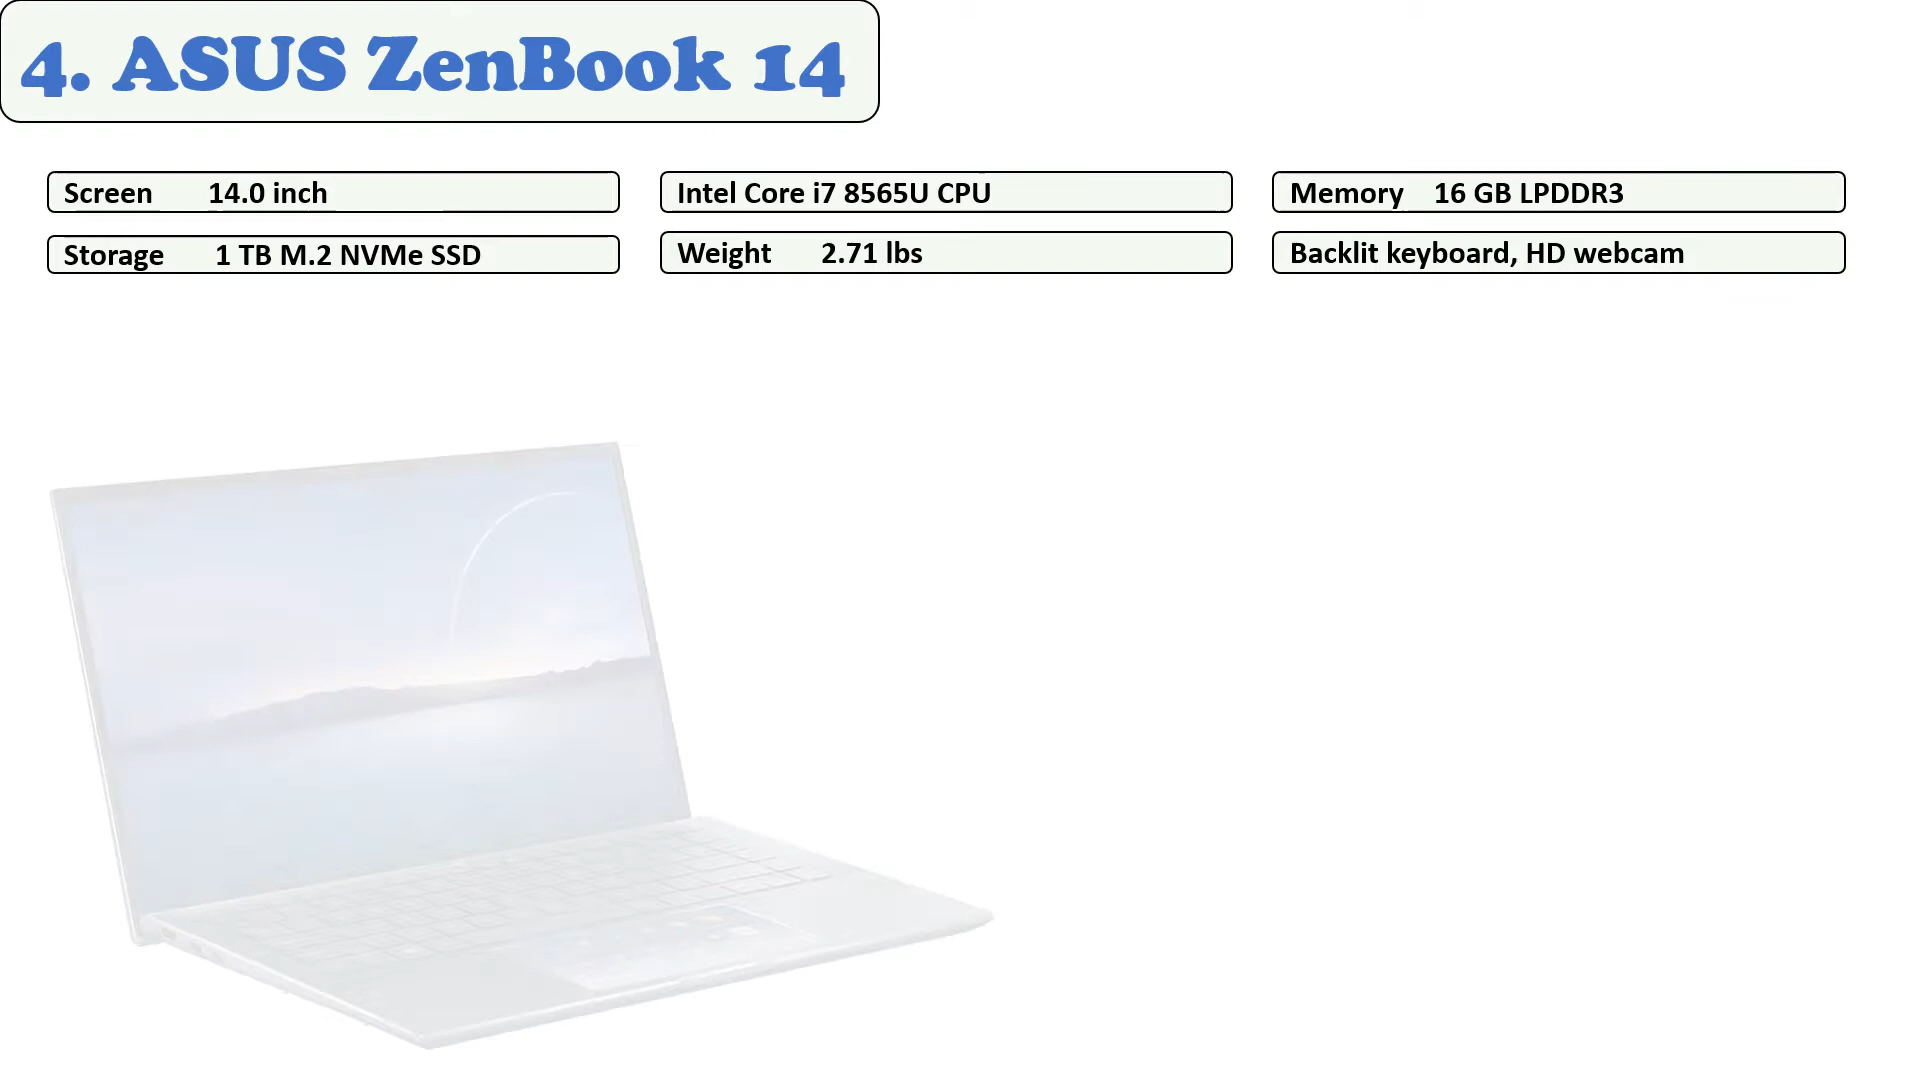 4. ASUS ZenBook 14
Screen 14.0 inch
Intel Core i7 8565U CPU
Memory 16 GB LPDDR3
Storage 1 TB M.2 NVMe SSD
Weight 2.71 lbs
Backlit keyboard, HD webcam